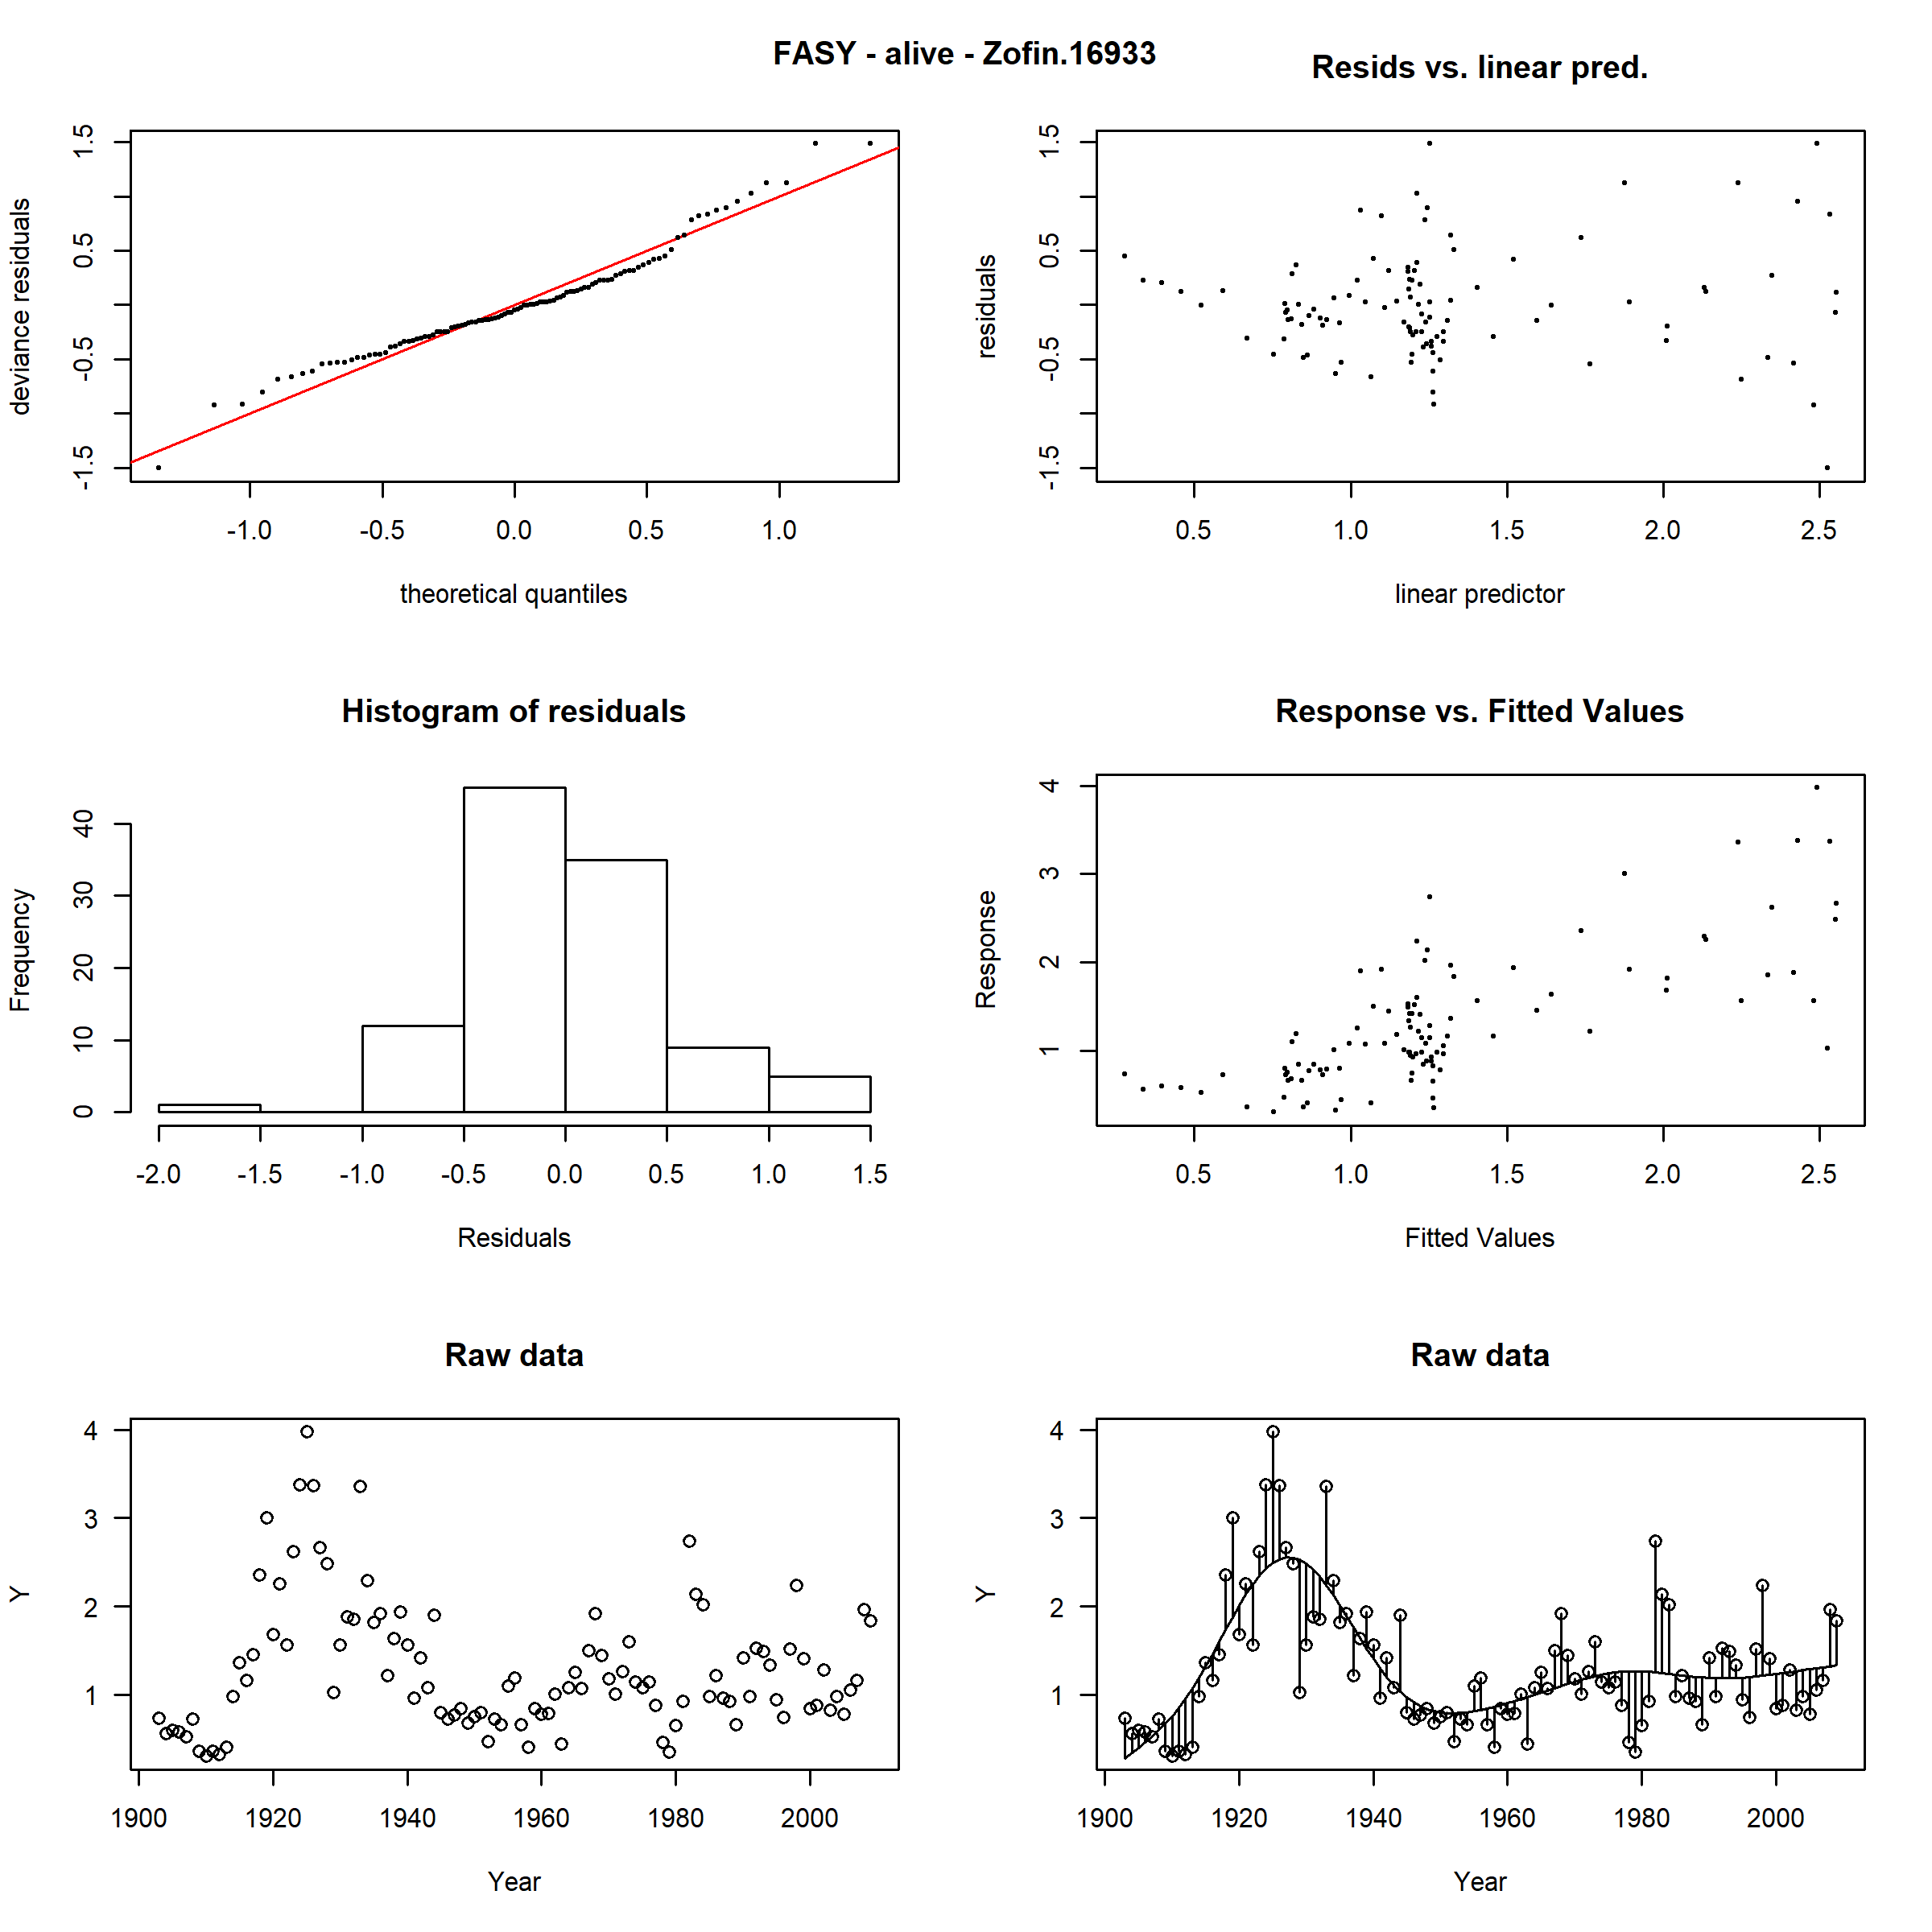 FASY - alive - Zofin.16933
Resids vs. linear pred.
deviance residuals
-1.5 -0.5 0.5 1.5
-1.0 -0.5 0.0 0.5 1.0
theoretical quantiles
residuals
-1.5 -0.5 0.5 1.5
0.5 1.0 1.5 2.0 2.5
linear predictor
Histogram of residuals
Frequency
0 10 20 30 40
-2.0 -1.5 -1.0 -0.5 0.0 0.5 1.0 1.5
Residuals
Response vs. Fitted Values
Response
1 2 3 4
0.5 1.0 1.5 2.0 2.5
Fitted Values
Raw data
Y
4
3
2
1
1900 1920 1940 1960 1980 2000
Year
Raw data
Y
4
3
2
1
1900 1920 1940 1960 1980 2000
Year